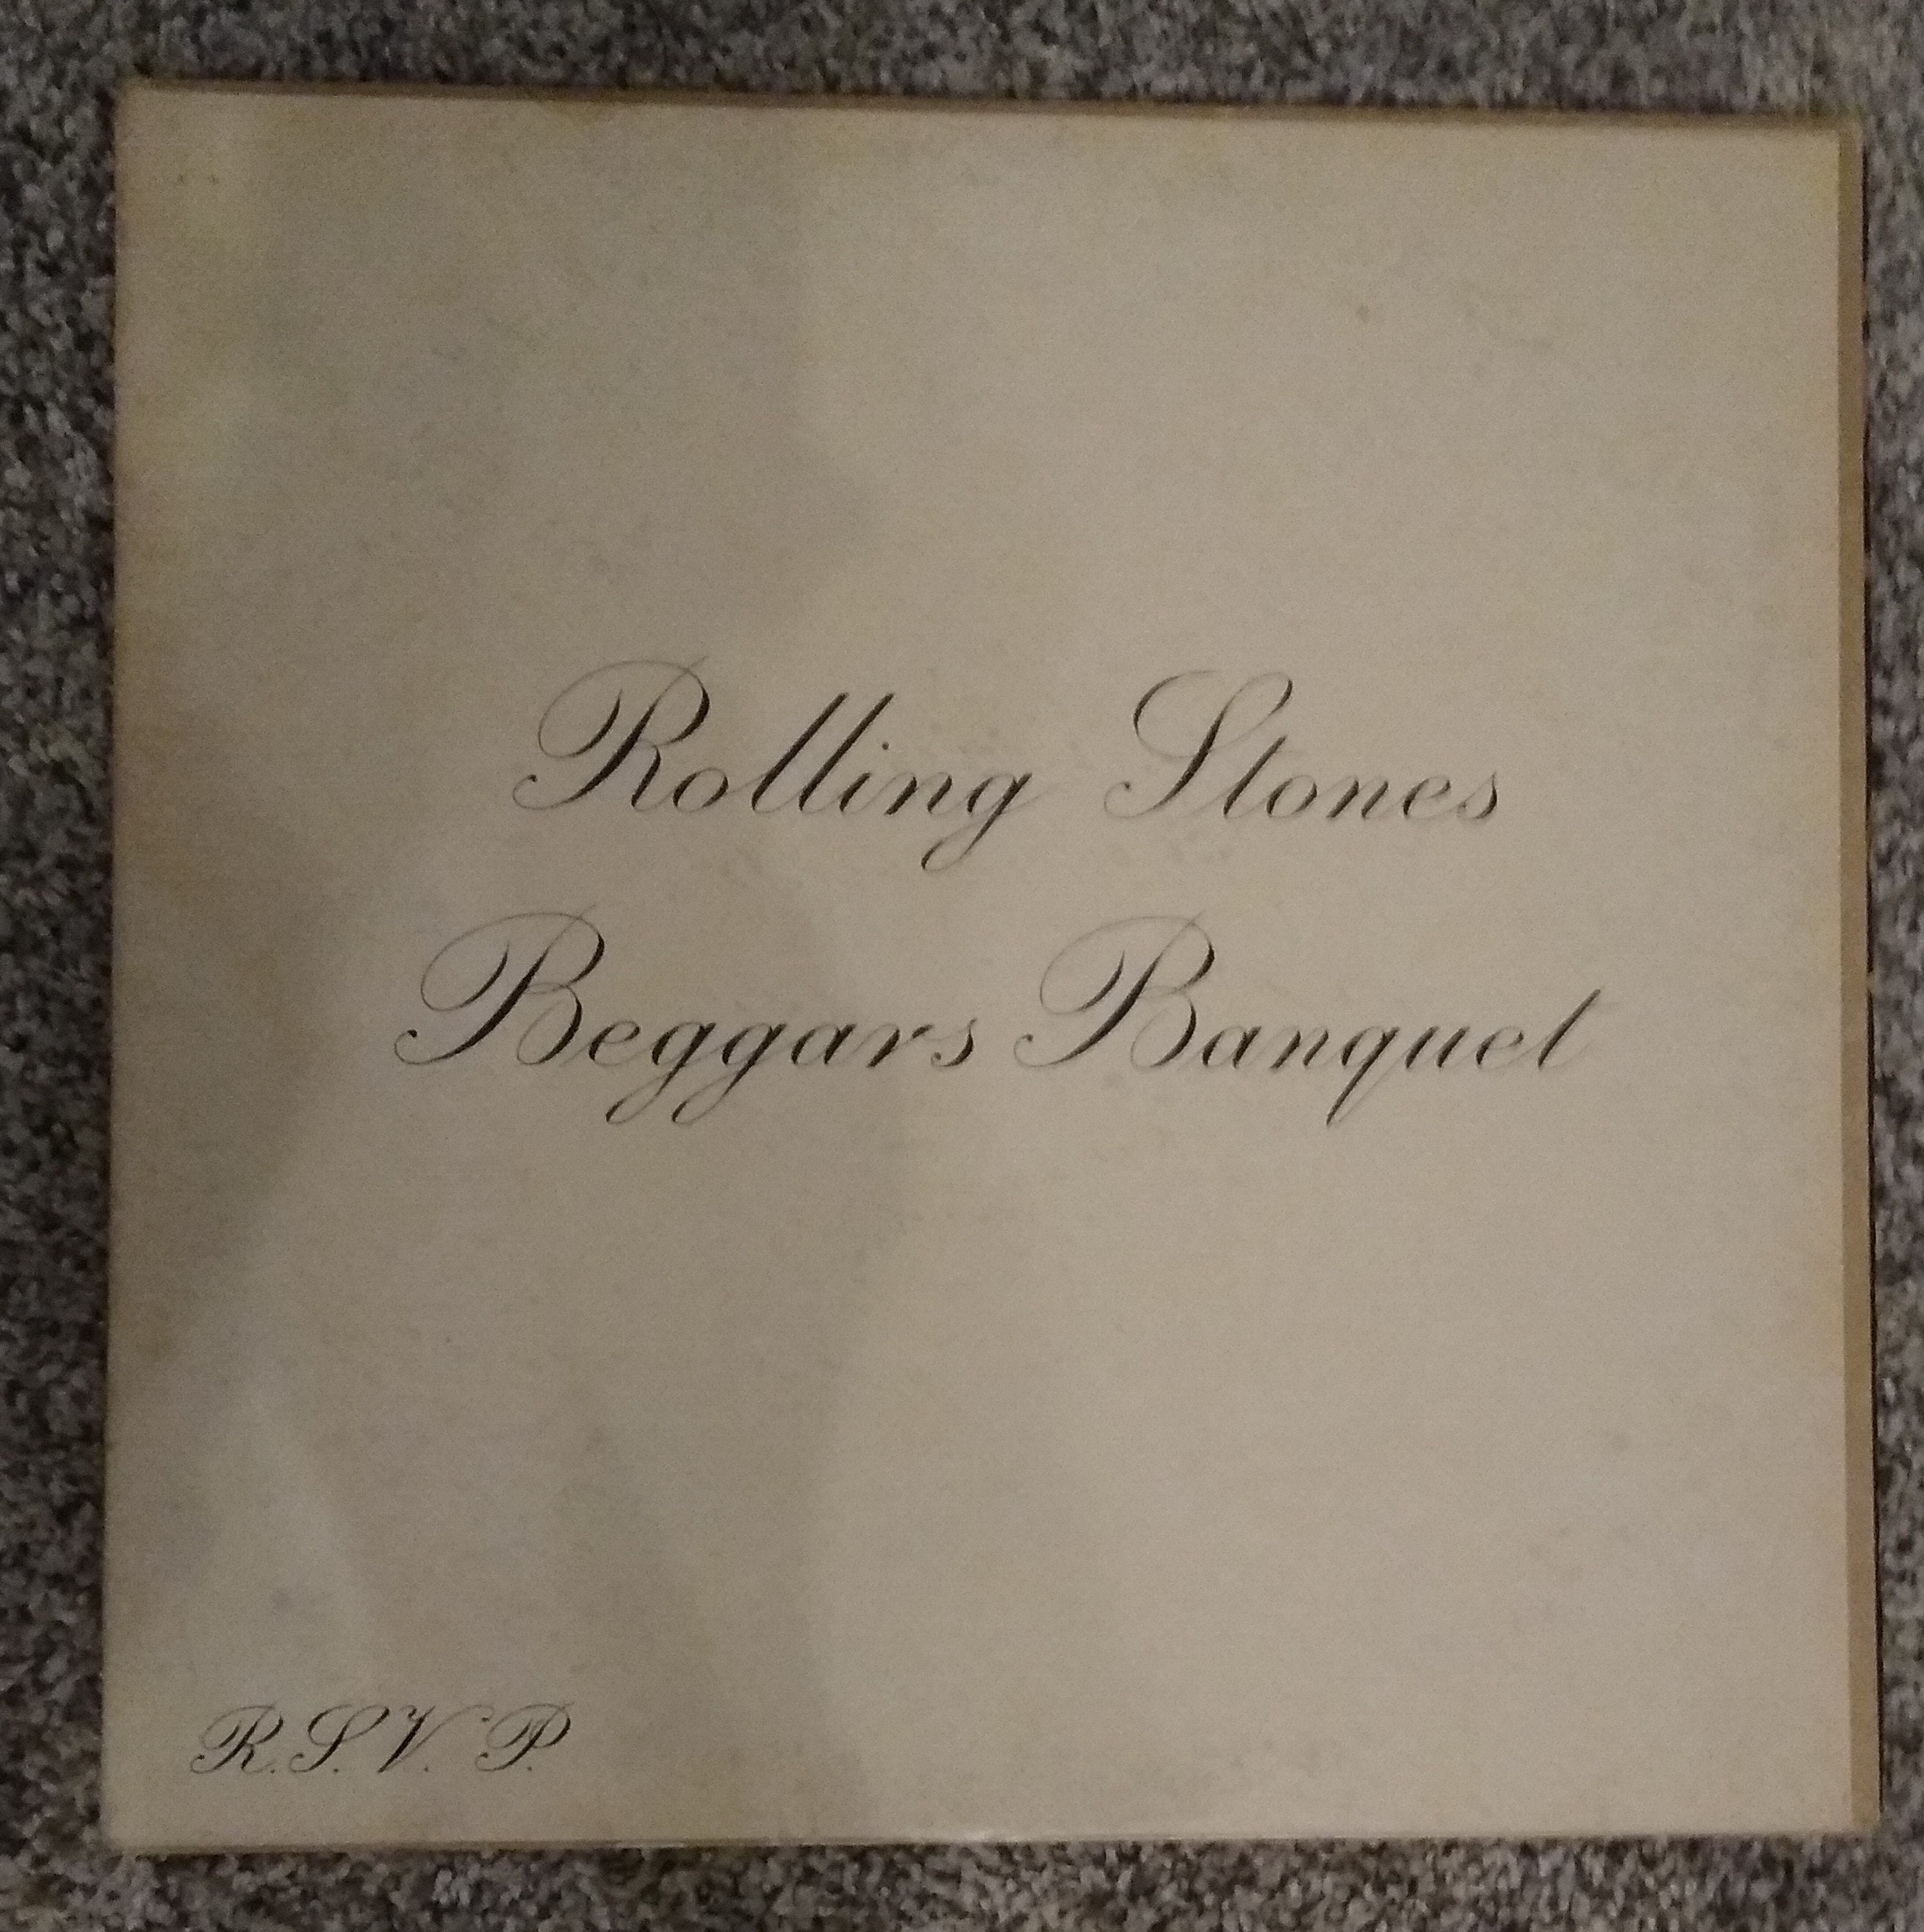 Rolling Stones
Beggars Banquet
R.S.V.P.